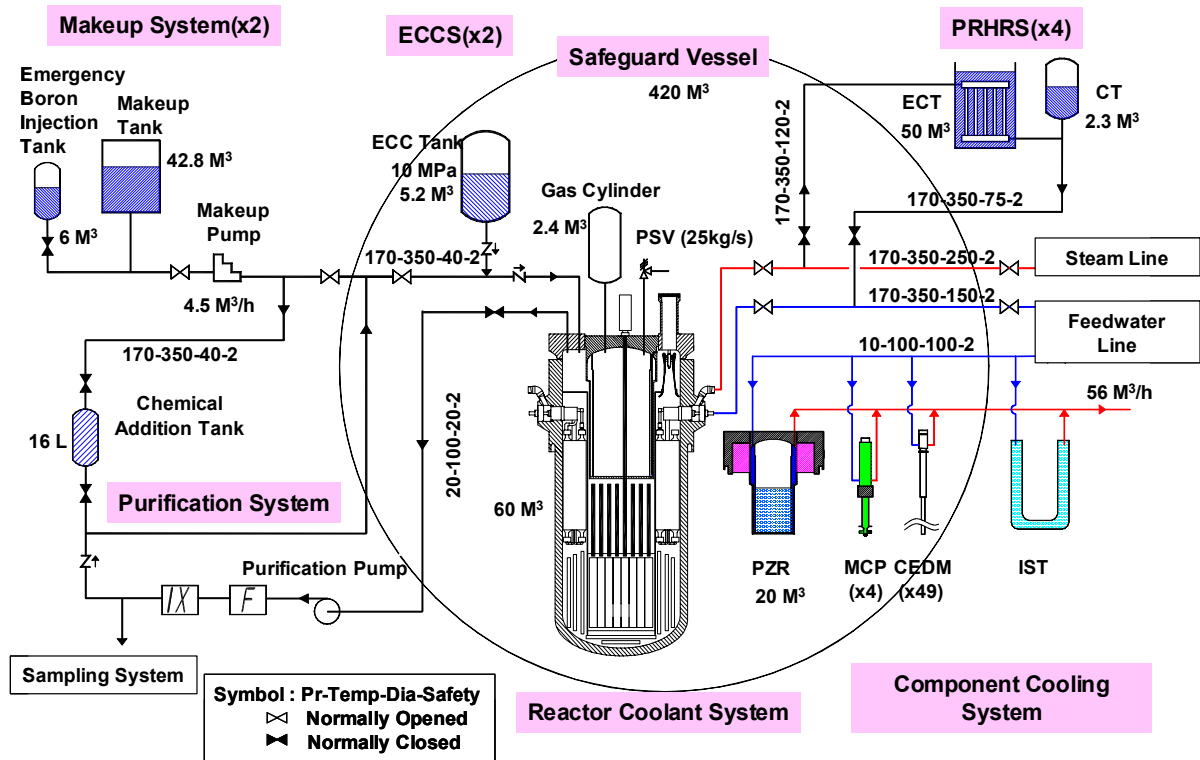 Makeup System(x2)
ECCS(x2)
PRHRS(x4)
Safeguard Vessel
420 M³
Emergency
Boron
Injection
Tank
6 M³
Makeup
Tank
42.8 M³
Makeup
Pump
4.5 M³/h
ECC Tank
10 MPa
5.2 M³
Gas Cylinder
2.4 M³
PSV (25kg/s)
ECT
50 M³
CT
2.3 M³
170-350-120-2
170-350-75-2
170-350-40-2
170-350-250-2
Steam Line
170-350-150-2
Feedwater
Line
10-100-100-2
56 M³/h
170-350-40-2
Chemical
Addition Tank
16 L
20-100-20-2
Purification System
60 M³
Purification Pump
IX
F
PZR
20 M³
MCP
(x4)
CEDM
(x49)
IST
Sampling System
Symbol : Pr-Temp-Dia-Safety
Normally Opened
Normally Closed
Reactor Coolant System
Component Cooling
System